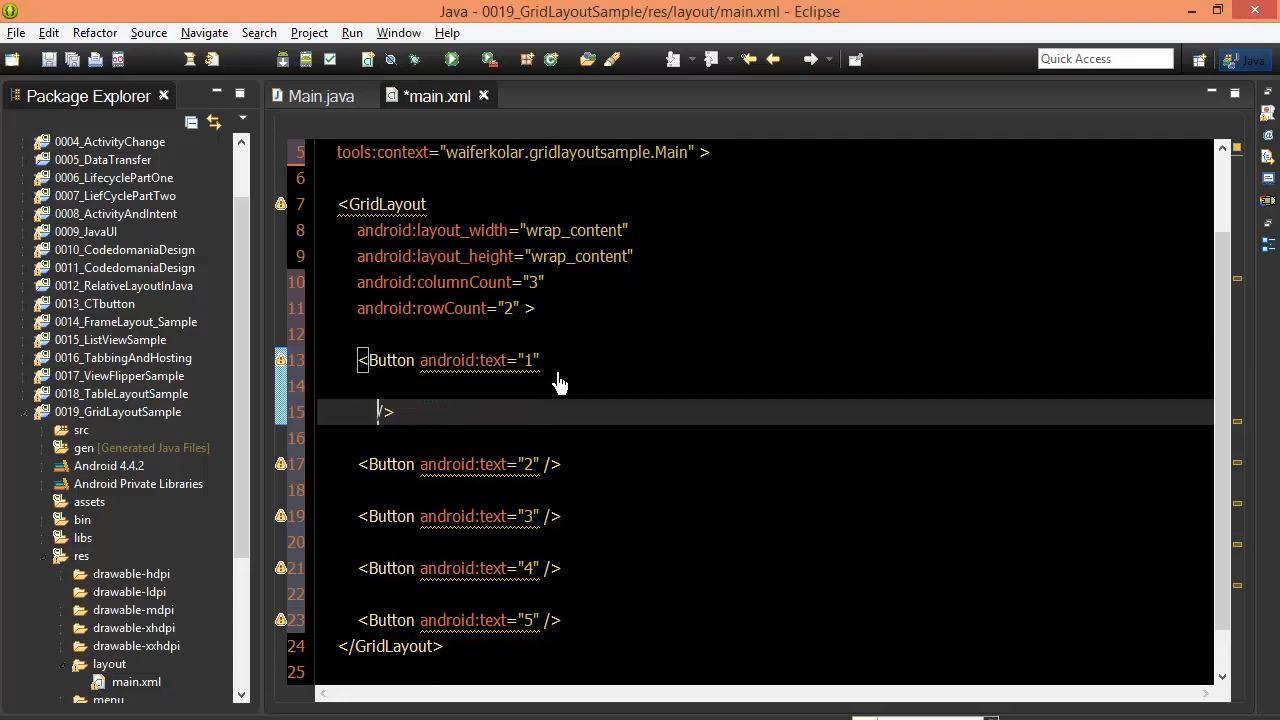 Java - 0019_GridLayoutSample/res/layout/main.xml - Eclipse
File Edit Refactor Source Navigate Search Project Run Window Help
Quick Access
Java
Package Explorer
Main.java
*main.xml
0004_ActivityChange
0005_DataTransfer
0006_LifecyclePartOne
0007_LiefCyclePartTwo
0008_ActivityAndIntent
0009_JavaUI
0010_CodedomaniaDesign
0011_CodedomaniaDesign
0012_RelativeLayoutInJava
0013_CTbutton
0014_FrameLayout_Sample
0015_ListViewSample
0016_TabbingAndHosting
0017_ViewFlipperSample
0018_TableLayoutSample
0019_GridLayoutSample
src
gen [Generated Java Files]
Android 4.4.2
Android Private Libraries
assets
bin
libs
res
drawable-hdpi
drawable-ldpi
drawable-mdpi
drawable-xhdpi
drawable-xxhdpi
layout
main.xml
menu
5 tools:context="waiferkolar.gridlayoutsample.Main" >
6
7 <GridLayout
8 android:layout_width="wrap_content"
9 android:layout_height="wrap_content"
10 android:columnCount="3"
11 android:rowCount="2" >
12
13 <Button android:text="1"
14
15 />
16
17 <Button android:text="2" />
18
19 <Button android:text="3" />
20
21 <Button android:text="4" />
22
23 <Button android:text="5" />
24 </GridLayout>
25